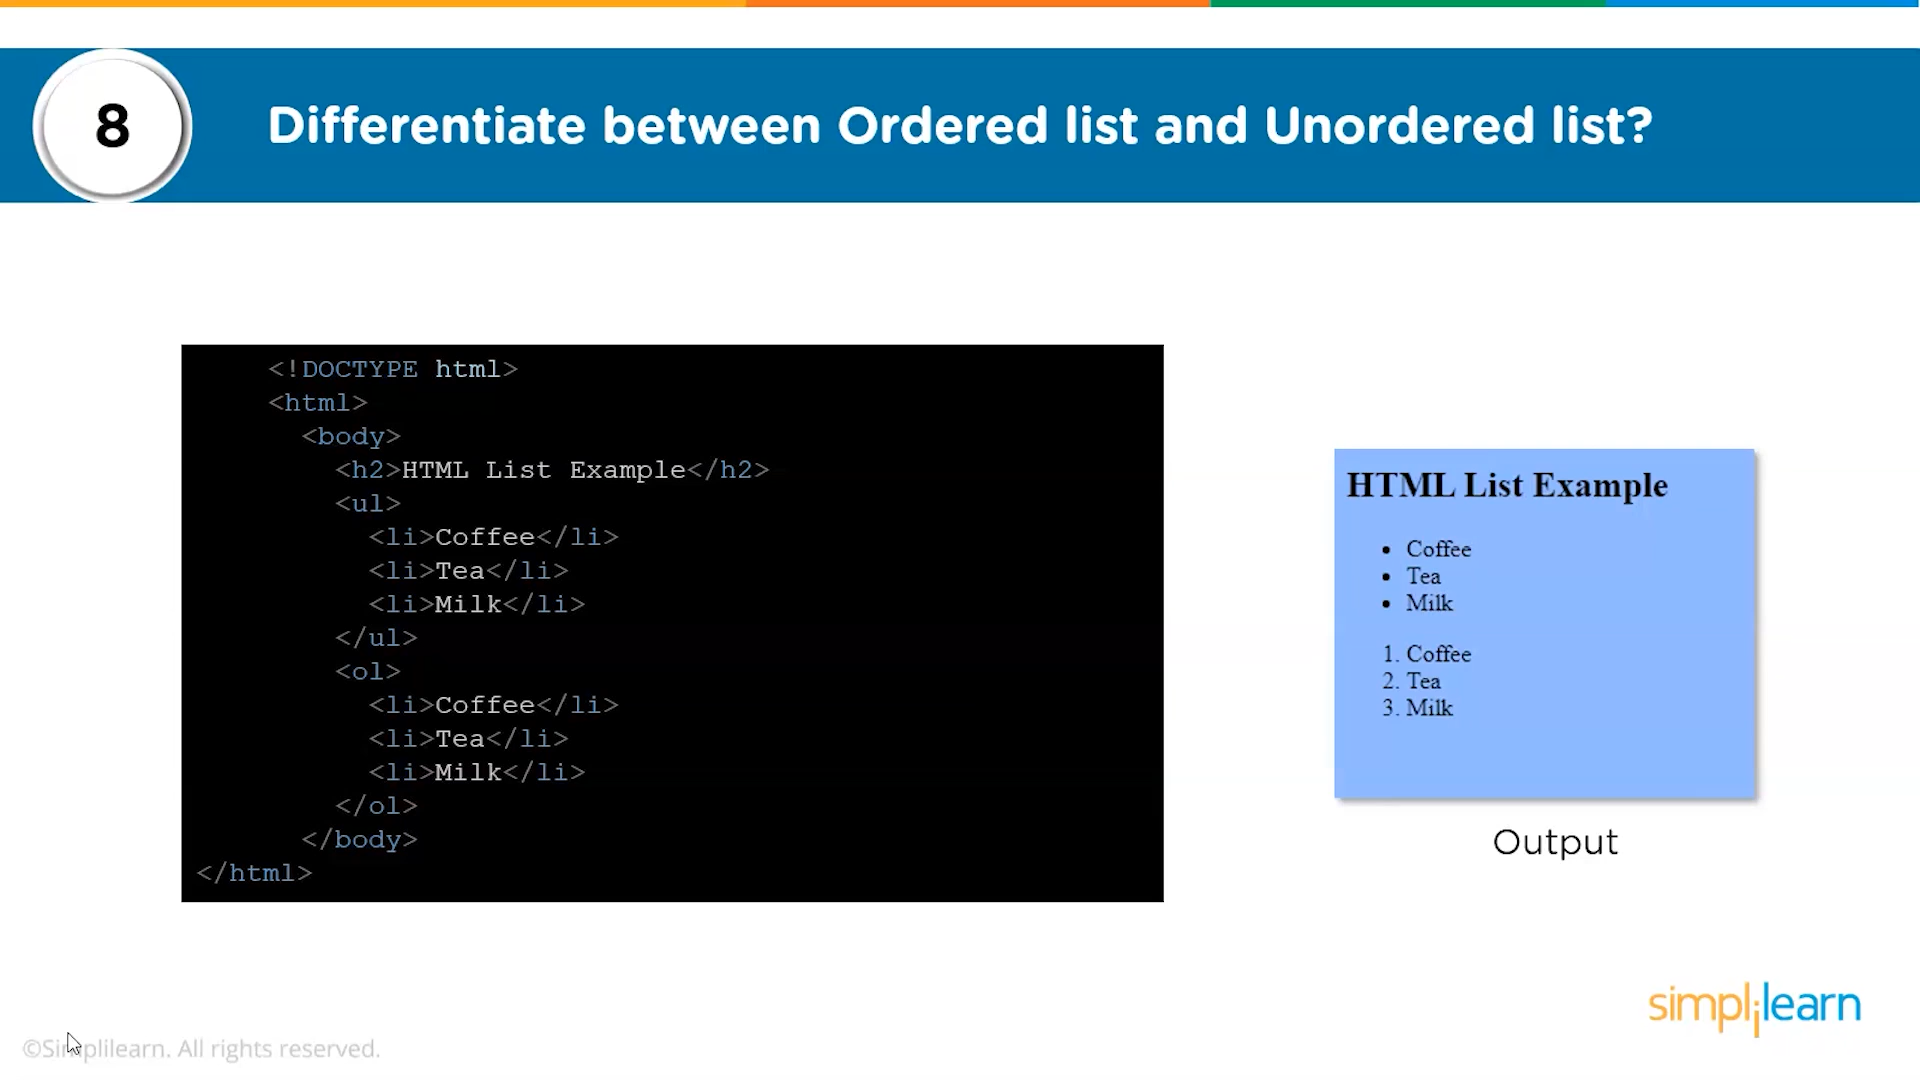 8
Differentiate between Ordered list and Unordered list?
<!DOCTYPE html>
<html>
<body>
<h2>HTML List Example</h2>
<ul>
<li>Coffee</li>
<li>Tea</li>
<li>Milk</li>
</ul>
<ol>
<li>Coffee</li>
<li>Tea</li>
<li>Milk</li>
</ol>
</body>
</html>
HTML List Example
• Coffee
• Tea
• Milk
1. Coffee
2. Tea
3. Milk
Output
simplilearn
©Simplilearn. All rights reserved.